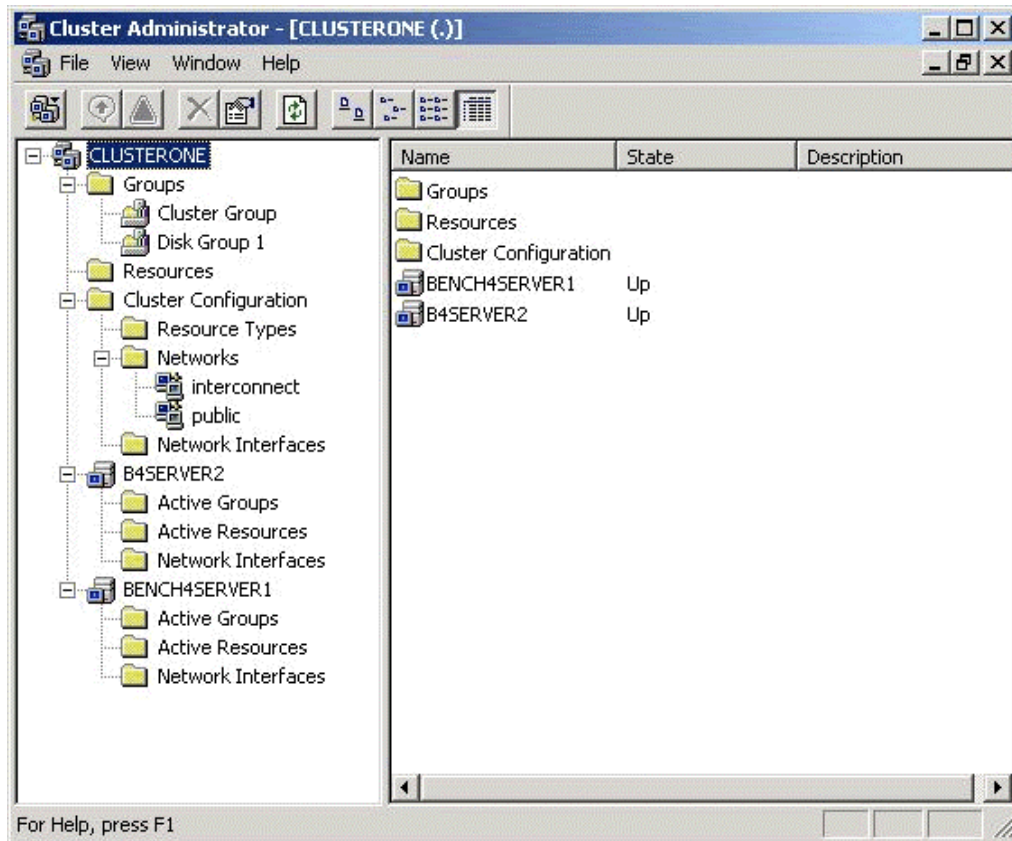 Cluster Administrator - [CLUSTERONE (.)]
File View Window Help
CLUSTERONE
Groups
Cluster Group
Disk Group 1
Resources
Cluster Configuration
Resource Types
Networks
interconnect
public
Network Interfaces
B4SERVER2
Active Groups
Active Resources
Network Interfaces
BENCH4SERVER1
Active Groups
Active Resources
Network Interfaces
Name State Description
Groups
Resources
Cluster Configuration
BENCH4SERVER1 Up
B4SERVER2 Up
For Help, press F1